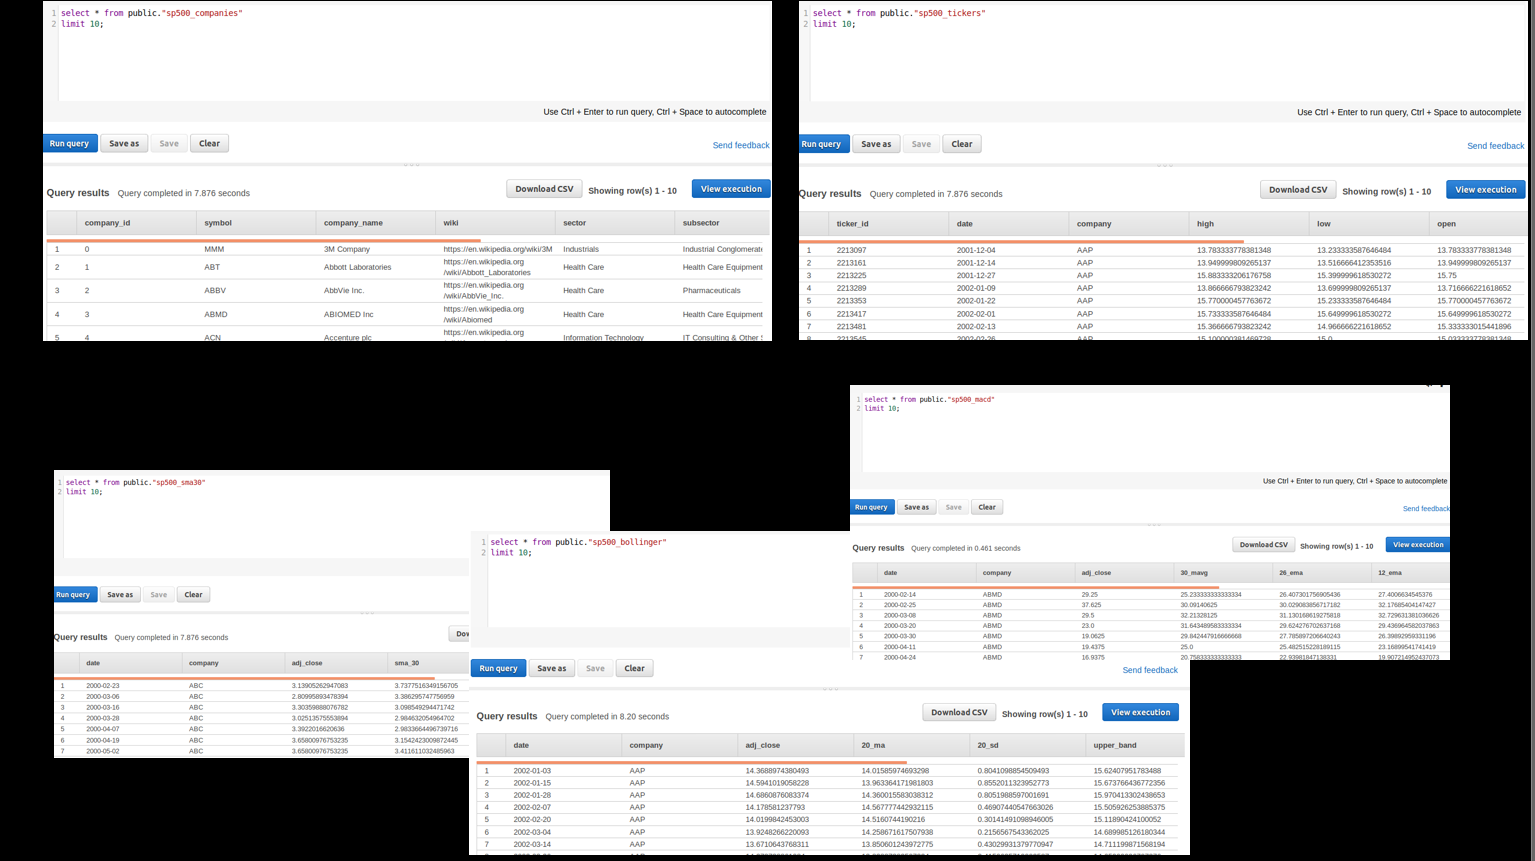 1 select * from public."sp500_companies"
2 limit 10;
Use Ctrl + Enter to run query, Ctrl + Space to autocomplete
Run query Save as Save Clear
Send feedback
Query results Query completed in 7.876 seconds Download CSV Showing row(s) 1 - 10 View execution
company_id symbol company_name wiki sector subsector
1 0 MMM 3M Company https://en.wikipedia.org/wiki/3M Industrials Industrial Conglomerate
2 1 ABT Abbott Laboratories https://en.wikipedia.org Health Care Health Care Equipment
/wiki/Abbott_Laboratories
3 2 ABBV AbbVie Inc. https://en.wikipedia.org Health Care Pharmaceuticals
/wiki/AbbVie_Inc.
4 3 ABMD ABIOMED Inc https://en.wikipedia.org Health Care Health Care Equipment
/wiki/Abiomed
5 4 ACN Accenture plc https://en.wikipedia.org Information Technology IT Consulting & Other
1 select * from public."sp500_tickers"
2 limit 10;
Use Ctrl + Enter to run query, Ctrl + Space to autocomplete
Run query Save as Save Clear
Send feedback
Query results Query completed in 7.876 seconds Download CSV Showing row(s) 1 - 10 View execution
ticker_id date company high low open
1 2213097 2001-12-04 AAP 13.783333778381348 13.233333587646484 13.783333778381348
2 2213161 2001-12-14 AAP 13.949999809265137 13.516666412353516 13.949999809265137
3 2213225 2001-12-27 AAP 15.883333206176758 15.399999618530272 15.75
4 2213289 2002-01-09 AAP 13.866666793823242 13.699999809265137 13.716666221618652
5 2213353 2002-01-22 AAP 15.770000457763672 15.233333587646484 15.770000457763672
6 2213417 2002-02-01 AAP 15.733333587646484 15.649999618530272 15.649999618530272
7 2213481 2002-02-13 AAP 15.366666793823242 14.966666221618652 15.333333015441896
8 2213545 2002-02-26 AAP 15.100000381469728 15.0 15.033333778381348
1 select * from public."sp500_macd"
2 limit 10;
Use Ctrl + Enter to run query, Ctrl + Space to autocomplete
Run query Save as Save Clear
Send feedback
Query results Query completed in 0.461 seconds Download CSV Showing row(s) 1 - 10 View execution
date company adj_close 30_mavg 26_ema 12_ema
1 2000-02-14 ABMD 29.25 25.233333333333334 26.407301756905436 27.4006634545376
2 2000-02-25 ABMD 37.625 30.09140625 30.029083856717182 32.17685404147427
3 2000-03-08 ABMD 29.5 32.21328125 31.130168619275818 32.729631381036626
4 2000-03-20 ABMD 23.0 31.643489583333334 29.624276702637168 29.436964582037863
5 2000-03-30 ABMD 19.0625 29.842447916666668 27.785897206640243 26.39892959331196
6 2000-04-11 ABMD 19.4375 25.0 25.482515228189115 23.16899541741419
7 2000-04-24 ABMD 16.9375 20.758333333333333 22.93981847138331 19.907214952437073
1 select * from public."sp500_sma30"
2 limit 10;
Run query Save as Save Clear
Query results Query completed in 7.876 seconds Dow
date company adj_close sma_30
1 2000-02-23 ABC 3.13905262947083 3.7377516349156705
2 2000-03-06 ABC 2.80995893478394 3.386295747756959
3 2000-03-16 ABC 3.30359888076782 3.098549294471742
4 2000-03-28 ABC 3.02513575553894 2.984632054964702
5 2000-04-07 ABC 3.3922016620636 2.9833664496739716
6 2000-04-19 ABC 3.65800976753235 3.1542423009872445
7 2000-05-02 ABC 3.65800976753235 3.411611032485963
1 select * from public."sp500_bollinger"
2 limit 10;
Run query Save as Save Clear
Send feedback
Query results Query completed in 8.20 seconds Download CSV Showing row(s) 1 - 10 View execution
date company adj_close 20_ma 20_sd upper_band
1 2002-01-03 AAP 14.3688974380493 14.01585974693298 0.8041098854509493 15.62407951783488
2 2002-01-15 AAP 14.5941019058228 13.963364171981803 0.8552011323952773 15.673766436772356
3 2002-01-28 AAP 14.6860876083374 14.360015583038312 0.8051988597001691 15.970413302438653
4 2002-02-07 AAP 14.178581237793 14.567777442932115 0.46907440547663026 15.505926253885375
5 2002-02-20 AAP 14.0199842453003 14.5160744190216 0.30141491098946005 15.11890424100052
6 2002-03-04 AAP 13.9248266220093 14.258671617507938 0.2156567543362025 14.689985126180344
7 2002-03-14 AAP 13.6710643768311 13.850601243972775 0.43029931379770947 14.711199871568194